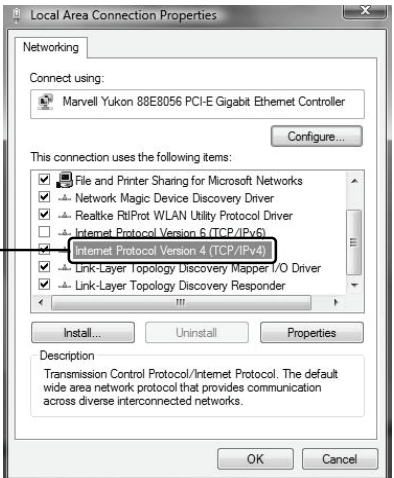 Local Area Connection Properties
Networking
Connect using:
Marvell Yukon 88E8056 PCI-E Gigabit Ethernet Controller
Configure...
This connection uses the following items:
File and Printer Sharing for Microsoft Networks
Network Magic Device Discovery Driver
Realtke RtlProt WLAN Utility Protocol Driver
Internet Protocol Version 6 (TCP/IPv6)
Internet Protocol Version 4 (TCP/IPv4)
Link-Layer Topology Discovery Mapper I/O Driver
Link-Layer Topology Discovery Responder
Install...
Uninstall
Properties
Description
Transmission Control Protocol/Internet Protocol. The default
wide area network protocol that provides communication
across diverse interconnected networks.
OK
Cancel